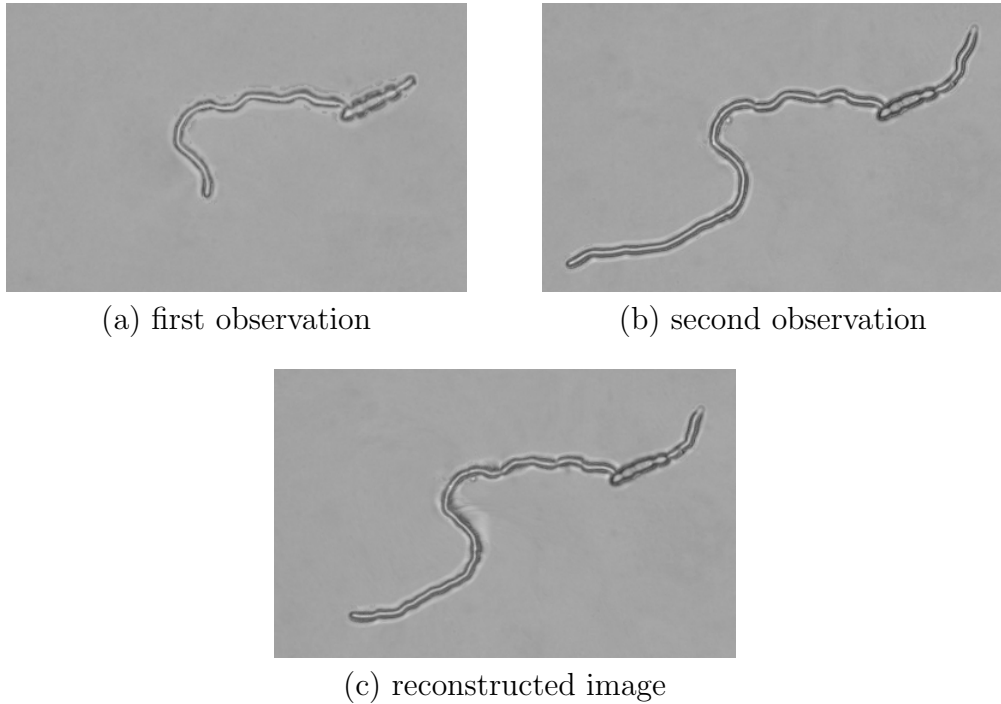 (a) first observation
(b) second observation
(c) reconstructed image